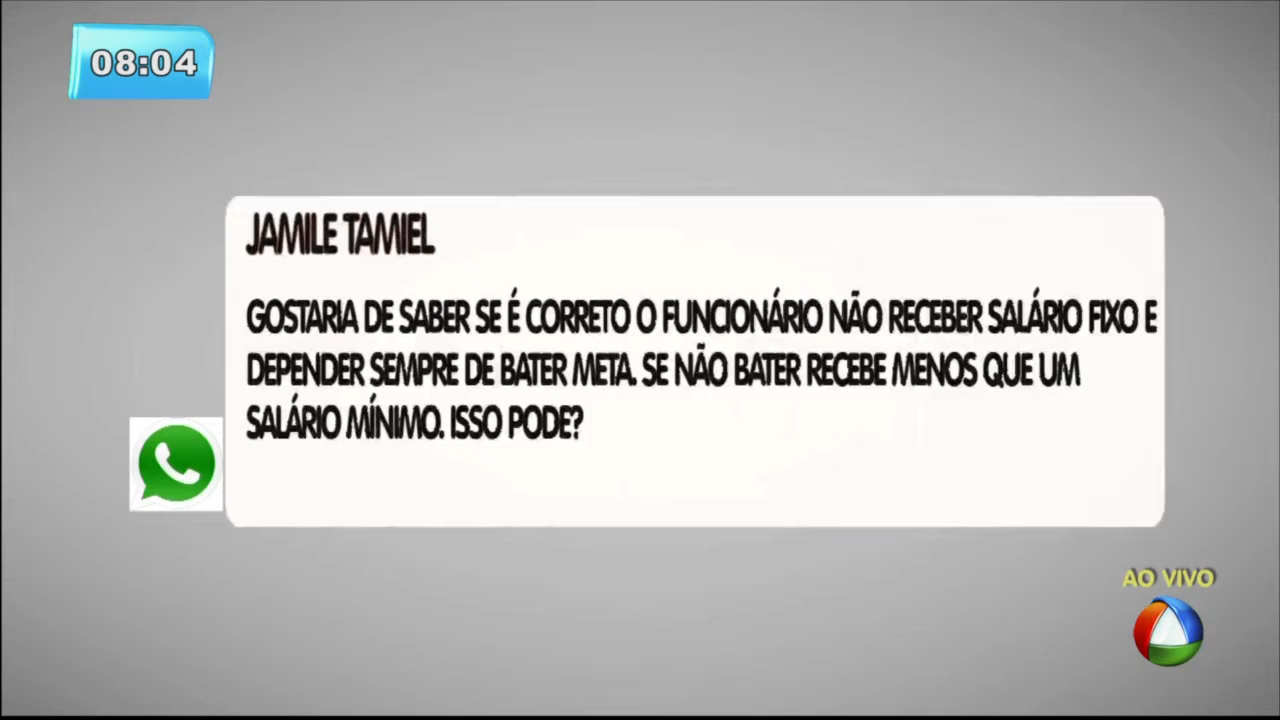 08:04
JAMILE TAMIEL
GOSTARIA DE SABER SE É CORRETO O FUNCIONÁRIO NÃO RECEBER SALÁRIO FIXO E
DEPENDER SEMPRE DE BATER META. SE NÃO BATER RECEBE MENOS QUE UM
SALÁRIO MÍNIMO. ISSO PODE?
AO VIVO